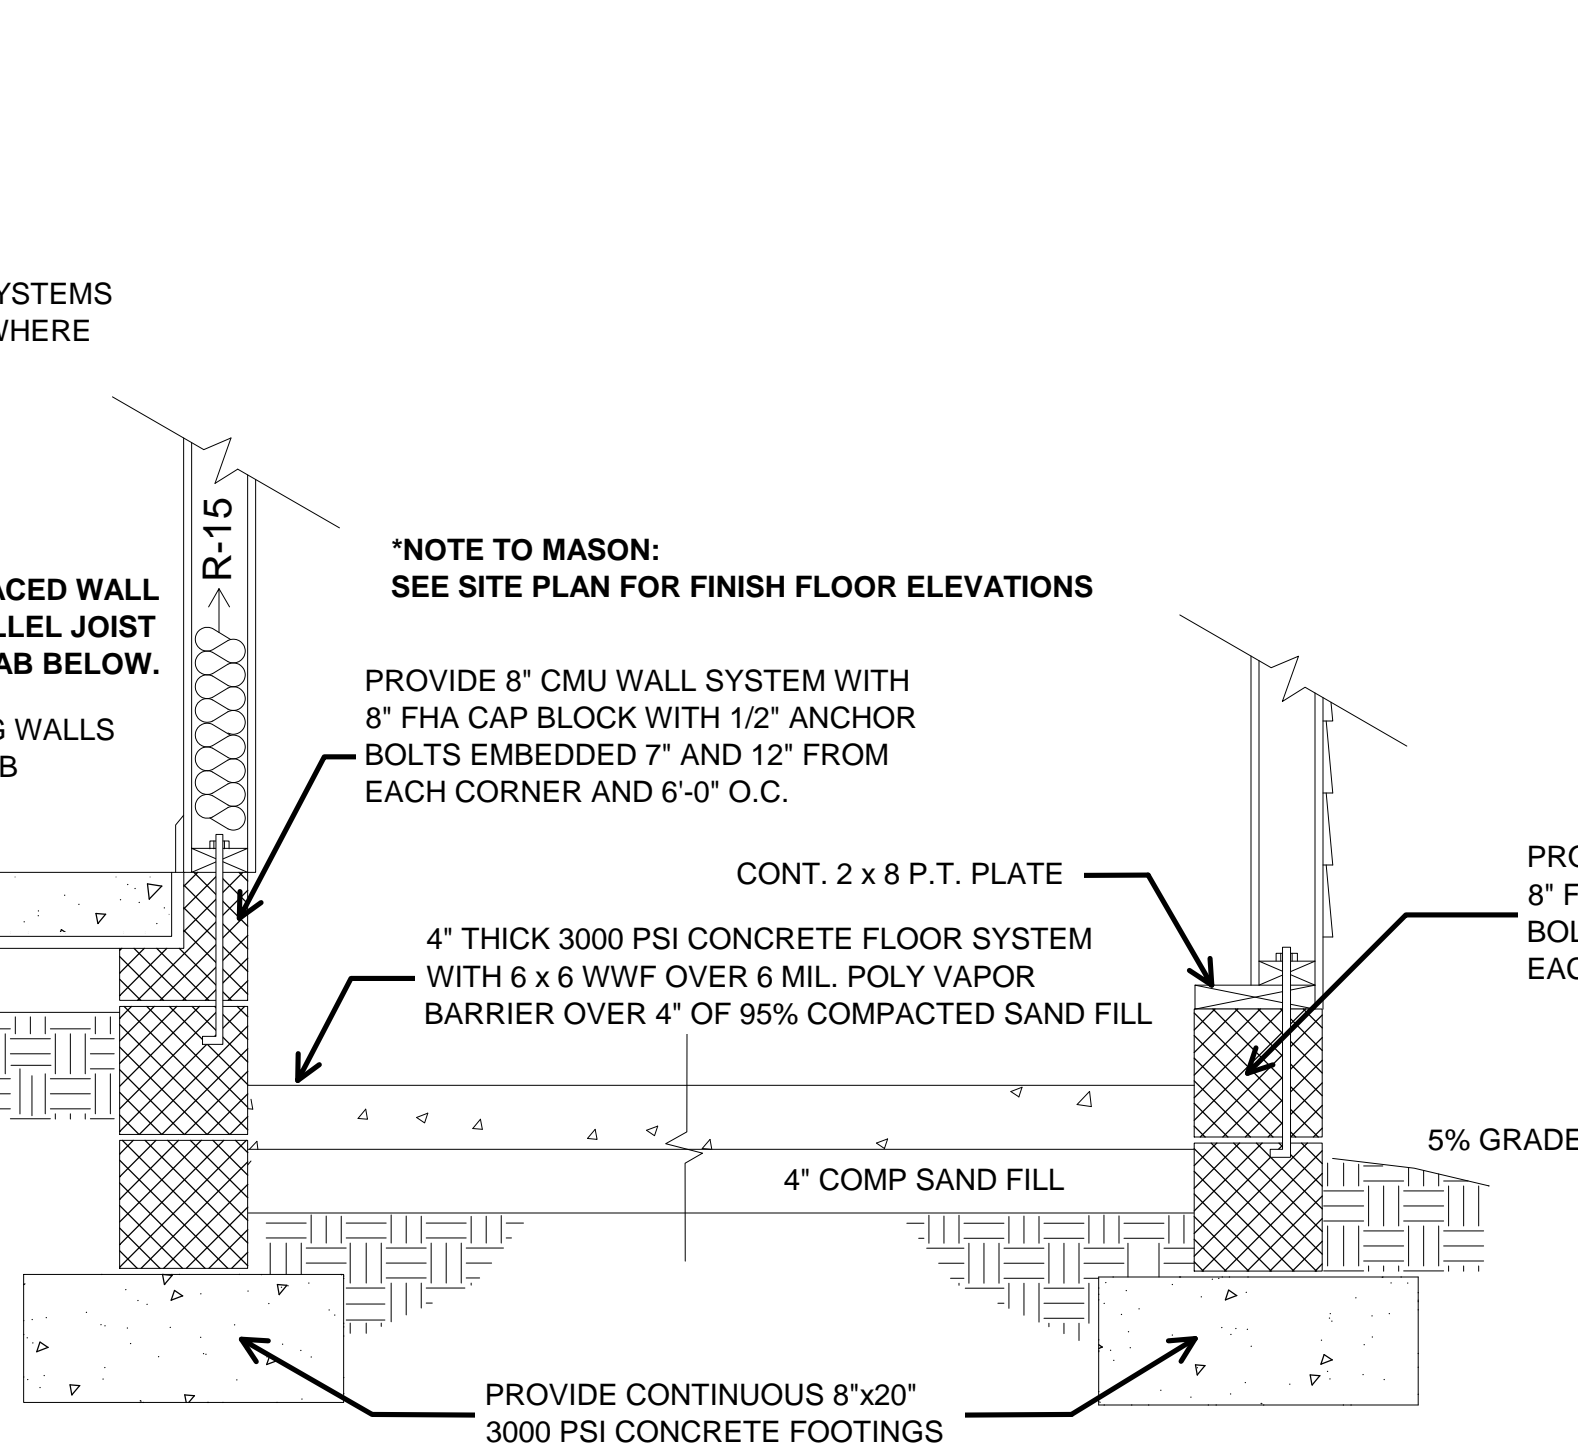 YSTEMS
WHERE
R-15
*NOTE TO MASON:
SEE SITE PLAN FOR FINISH FLOOR ELEVATIONS
ACED WALL
LLEL JOIST
AB BELOW.
G WALLS
B
PROVIDE 8" CMU WALL SYSTEM WITH
8" FHA CAP BLOCK WITH 1/2" ANCHOR
BOLTS EMBEDDED 7" AND 12" FROM
EACH CORNER AND 6'-0" O.C.
CONT. 2 x 8 P.T. PLATE
PRO
8" F
BOL
EAC
4" THICK 3000 PSI CONCRETE FLOOR SYSTEM
WITH 6 x 6 WWF OVER 6 MIL. POLY VAPOR
BARRIER OVER 4" OF 95% COMPACTED SAND FILL
5% GRADE
4" COMP SAND FILL
PROVIDE CONTINUOUS 8"x20"
3000 PSI CONCRETE FOOTINGS